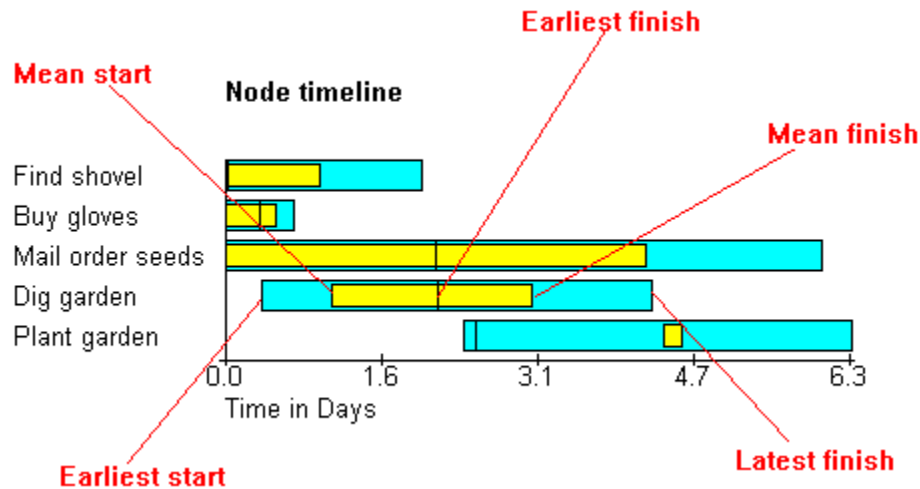 Earliest finish
Mean start
Node timeline
Mean finish
Find shovel
Buy gloves
Mail order seeds
Dig garden
Plant garden
0.0 1.6 3.1 4.7 6.3
Time in Days
Latest finish
Earliest start